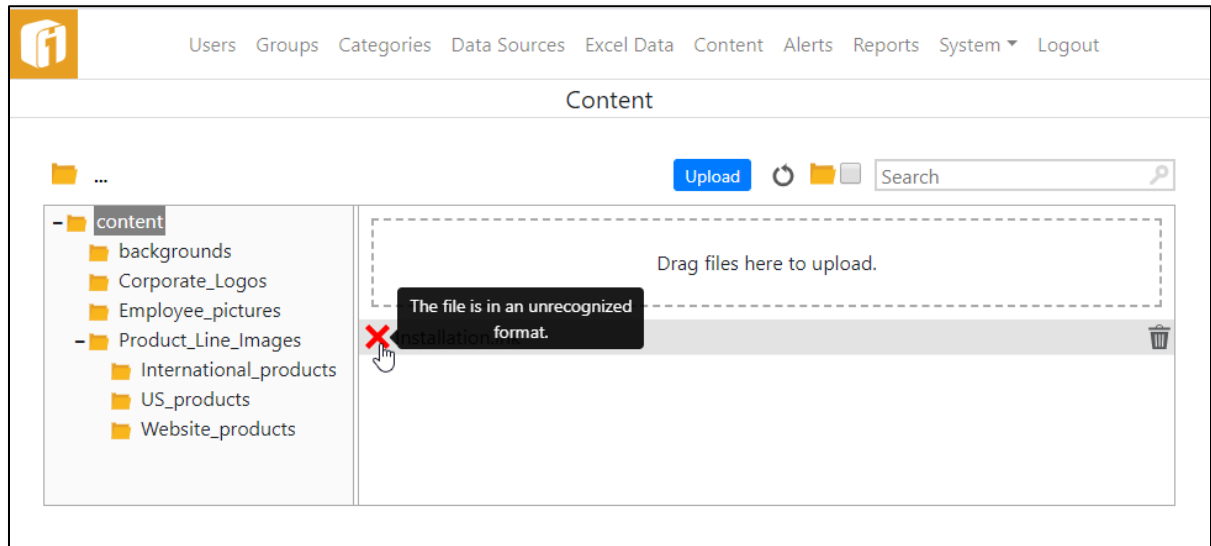 Users Groups Categories Data Sources Excel Data Content Alerts Reports System Logout
Content
...
Upload
Search
content
backgrounds
Corporate_Logos
Employee_pictures
Product_Line_Images
International_products
US_products
Website_products
Drag files here to upload.
The file is in an unrecognized
format.